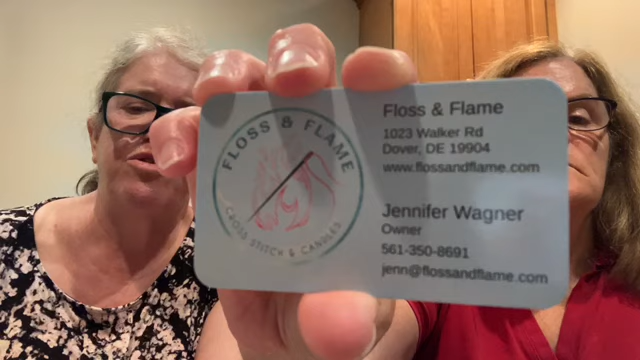 FLOSS & FLAME
CROSS STITCH & CANDLES
Floss & Flame
1023 Walker Rd
Dover, DE 19904
www.flossandflame.com
Jennifer Wagner
Owner
561-350-8691
jenn@flossandflame.com